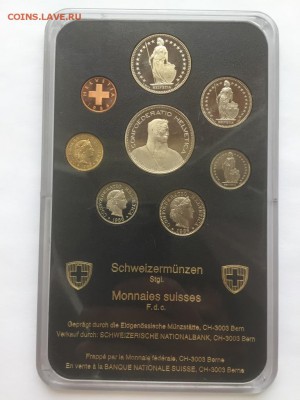 COINS.LAVE.RU
HELVETIA
HELVETIA
CONFOEDERATIO HELVETICA
Schweizermünzen
Stgl.
Monnaies suisses
F. d. c.
Geprägt durch die Eidgenössische Münzstätte, CH-3003 Bern
Verkauf durch: SCHWEIZERISCHE NATIONALBANK, CH-3003 Bern
Frappé par la Monnaie fédérale, CH-3003 Berne
En vente à la BANQUE NATIONALE SUISSE, CH-3003 Berne